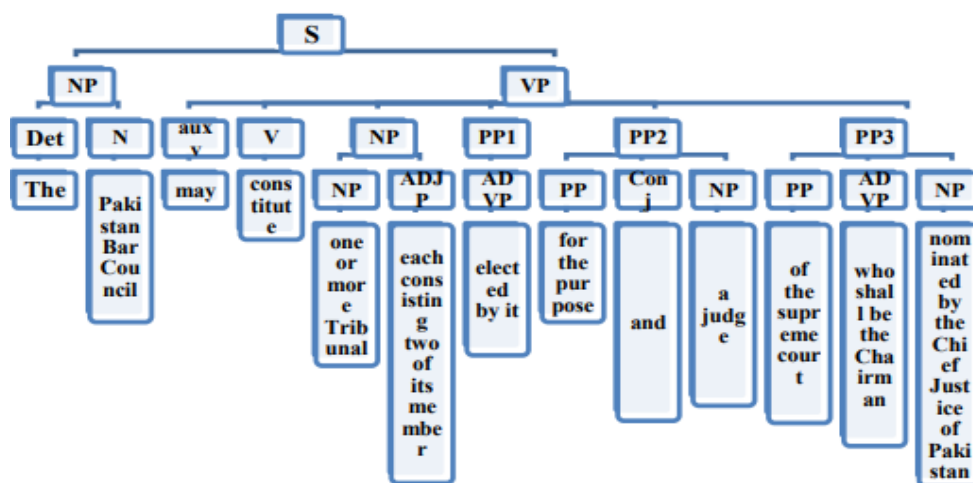 S
NP
VP
Det
N
aux
y
V
NP
PP1
PP2
PP3
The
Paki
stan
Bar
Cou
ncil
may
cons
titut
e
NP
one
or
more
Trib
unal
ADJ
P
each
cons
isting
two
of
its
me
mbe
r
AD
VP
elect
ed
by it
PP
for
the
pur
pose
Con
j
and
NP
a
judg
e
PP
of
the
supr
eme
cour
t
AD
VP
who
shal
l be
the
Cha
irm
an
NP
nom
inat
ed
by
the
Chi
ef
Just
ice
of
Paki
stan